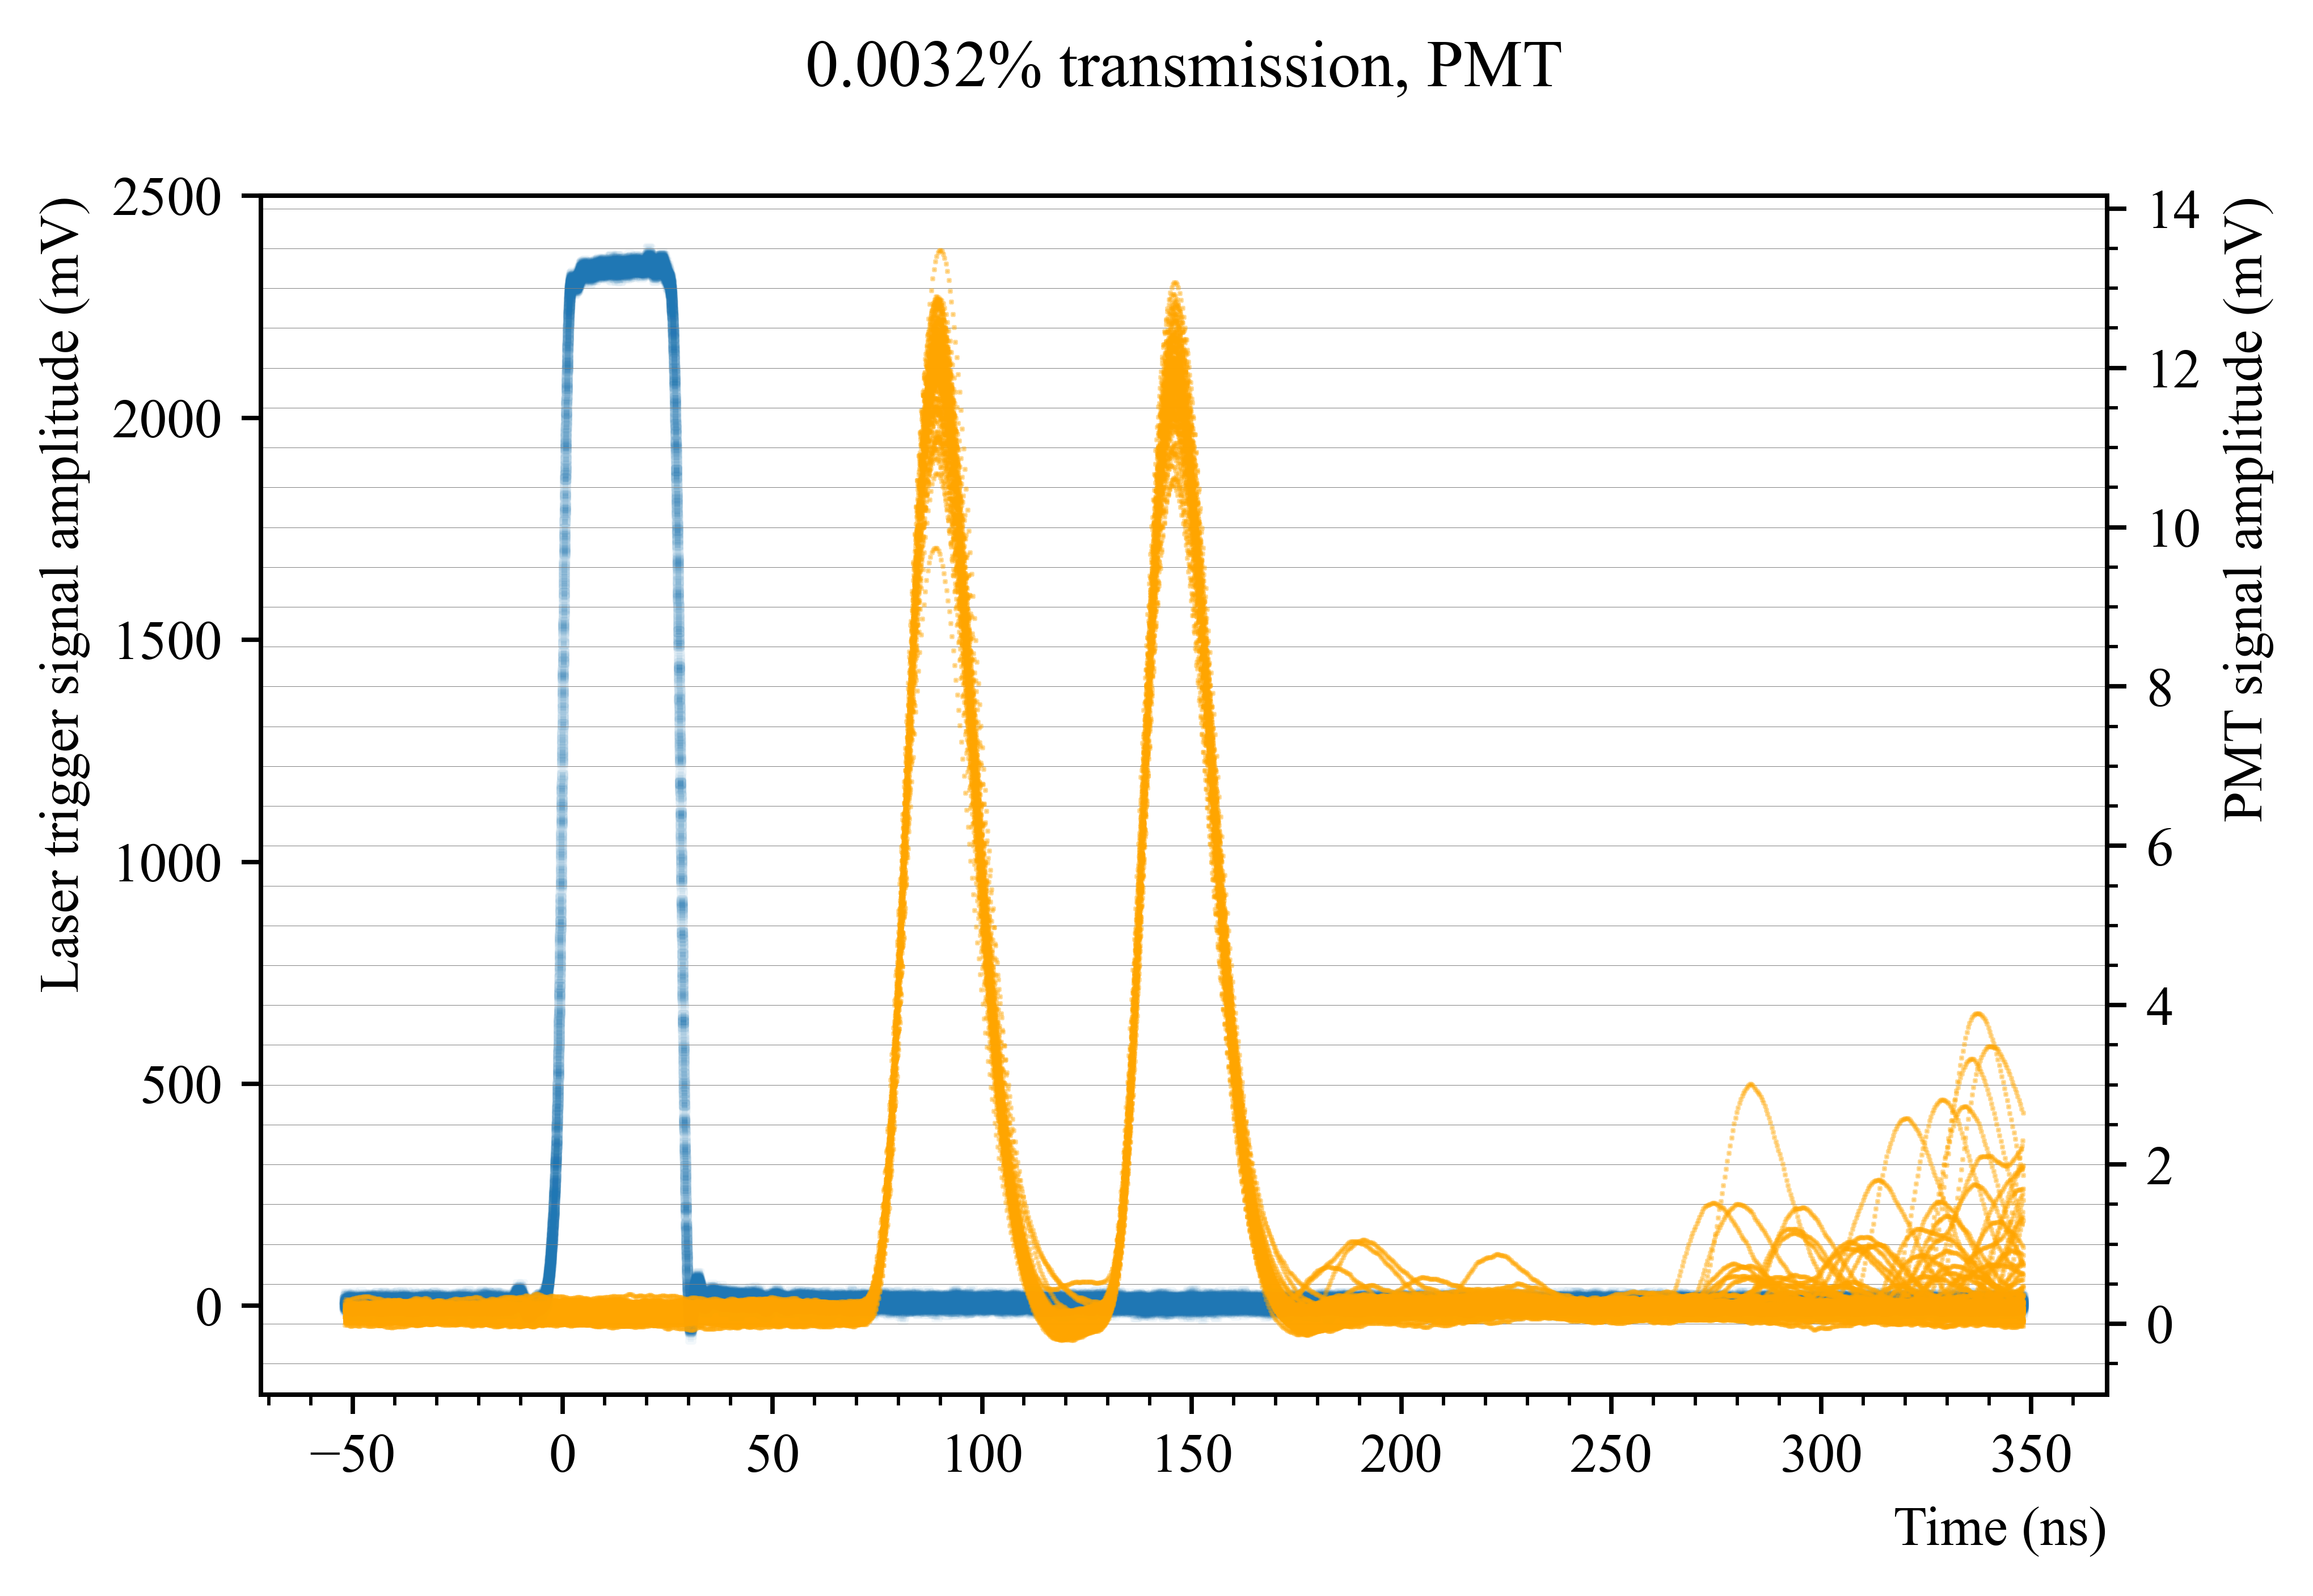 0.0032% transmission, PMT
Laser trigger signal amplitude (mV)
2500
2000
1500
1000
500
0
14
12
10
8
6
4
2
0
PMT signal amplitude (mV)
−50 0 50 100 150 200 250 300 350
Time (ns)